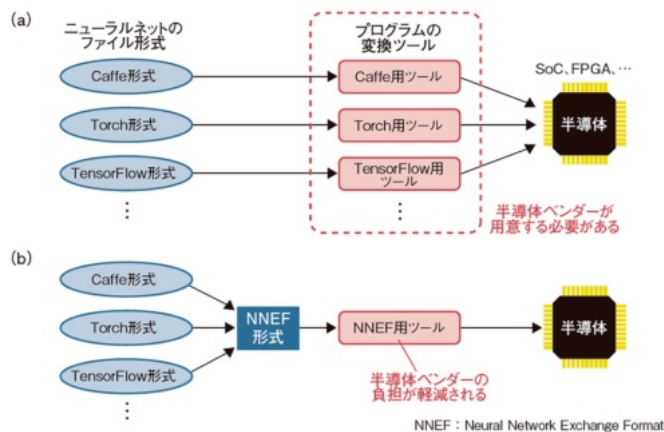 (a)
ニューラルネットの
ファイル形式
プログラムの
変換ツール
Caffe形式
Caffe用ツール
SoC、FPGA、…
Torch形式
Torch用ツール
半導体
TensorFlow形式
TensorFlow用
ツール
⋮
⋮
半導体ベンダーが
用意する必要がある
(b)
Caffe形式
Torch形式
NNEF
形式
NNEF用ツール
半導体
TensorFlow形式
半導体ベンダーの
負担が軽減される
⋮
NNEF：Neural Network Exchange Format